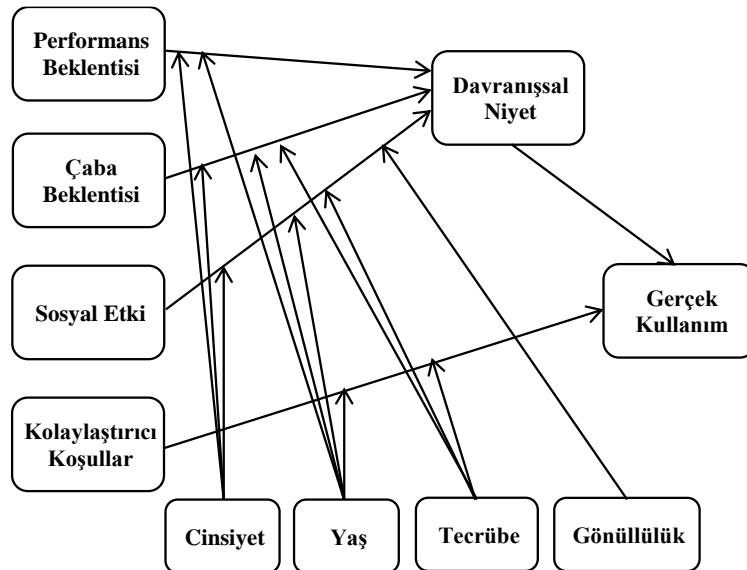 Performans
Beklentisi
Davranışsal
Niyet
Çaba
Beklentisi
Sosyal Etki
Gerçek
Kullanım
Kolaylaştırıcı
Koşullar
Cinsiyet
Yaş
Tecrübe
Gönüllülük